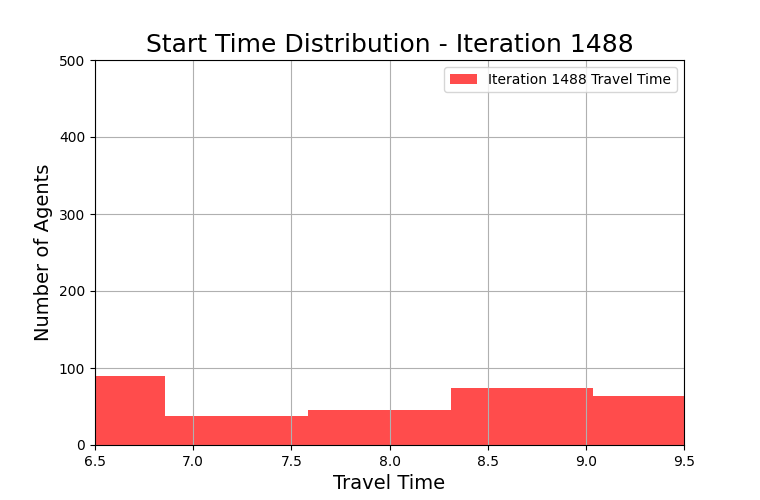 Start Time Distribution - Iteration 1488
Iteration 1488 Travel Time
Number of Agents
500
400
300
200
100
0
6.5 7.0 7.5 8.0 8.5 9.0 9.5
Travel Time